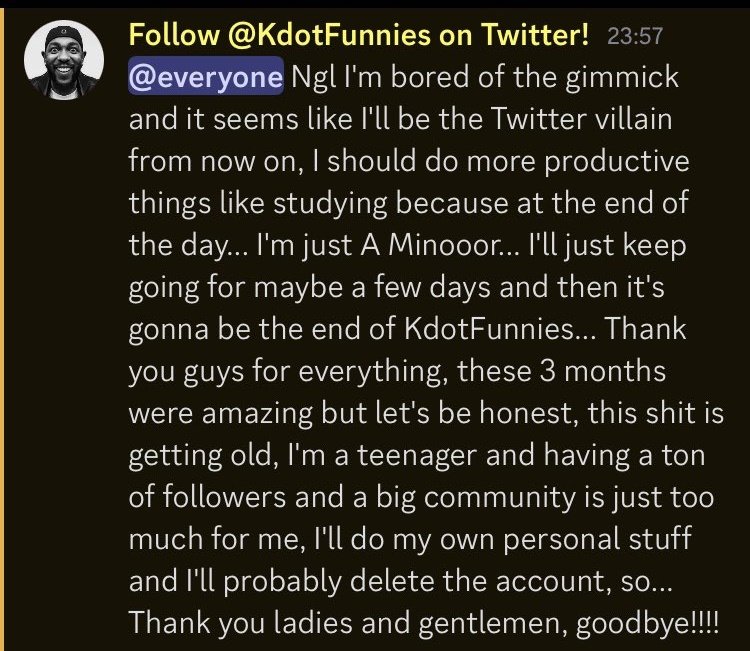 Follow @KdotFunnies on Twitter! 23:57
@everyone Ngl I'm bored of the gimmick
and it seems like I'll be the Twitter villain
from now on, I should do more productive
things like studying because at the end of
the day... I'm just A Minooor... I'll just keep
going for maybe a few days and then it's
gonna be the end of KdotFunnies... Thank
you guys for everything, these 3 months
were amazing but let's be honest, this shit is
getting old, I'm a teenager and having a ton
of followers and a big community is just too
much for me, I'll do my own personal stuff
and I'll probably delete the account, so...
Thank you ladies and gentlemen, goodbye!!!!